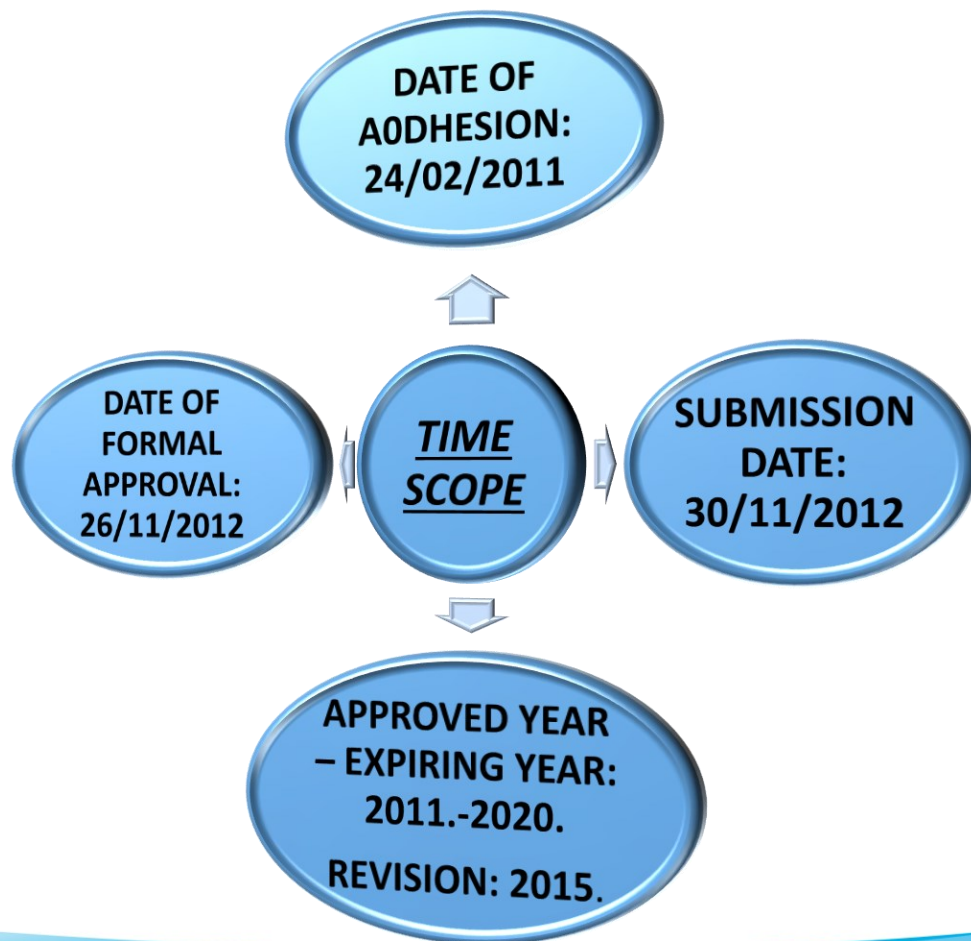 DATE OF
A0DHESION:
24/02/2011
DATE OF
FORMAL
APPROVAL:
26/11/2012
TIME
SCOPE
SUBMISSION
DATE:
30/11/2012
APPROVED YEAR
– EXPIRING YEAR:
2011.-2020.
REVISION: 2015.